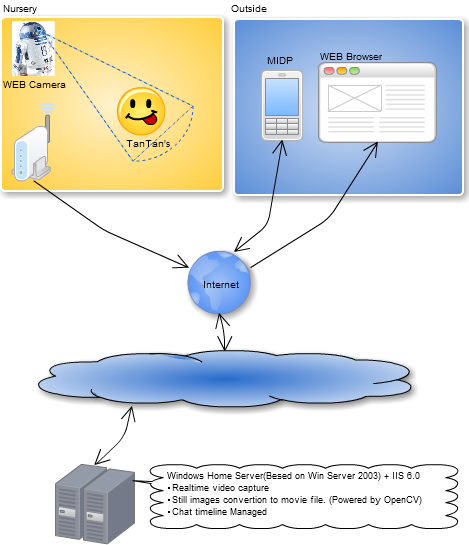 Nursery
Outside
WEB Camera
TanTan's
MIDP
WEB Browser
Internet
Windows Home Server(Besed on Win Server 2003) + IIS 6.0
• Realtime video capture
• Still images convertion to movie file. (Powered by OpenCV)
• Chat timeline Managed